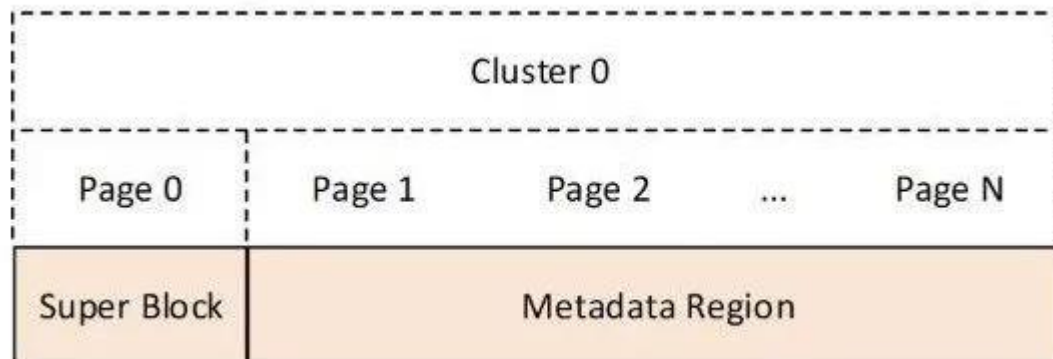 Cluster 0
Page 0 Page 1 Page 2 ... Page N
Super Block Metadata Region